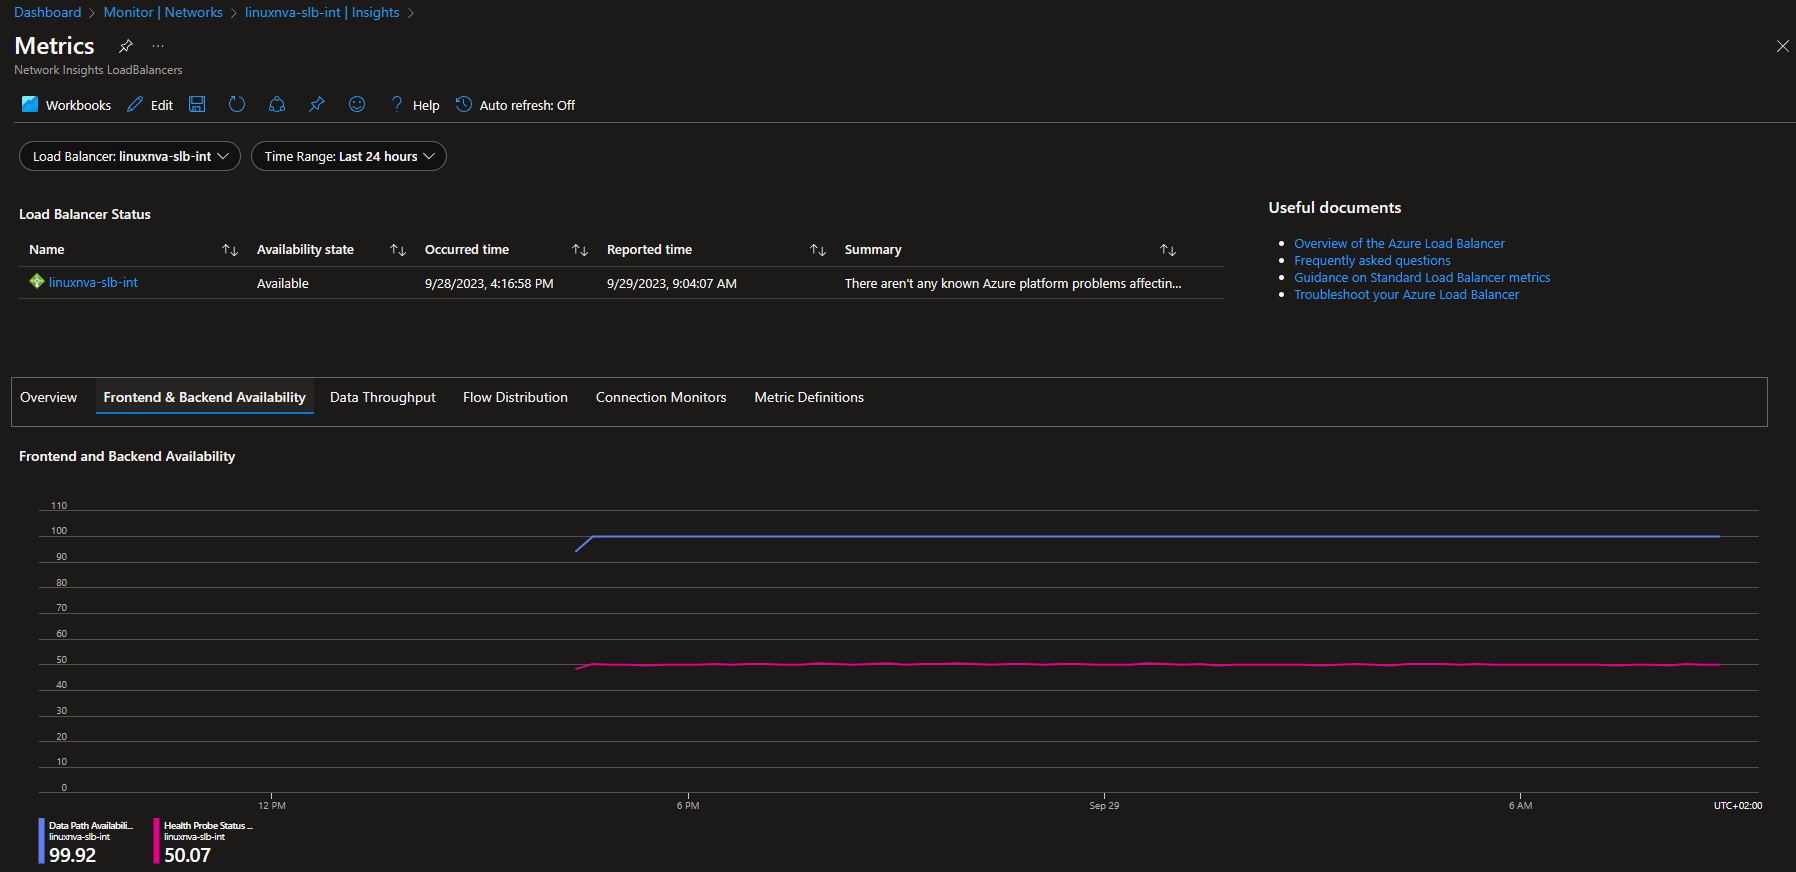 Dashboard > Monitor | Networks > linuxnva-slb-int | Insights >
Metrics ...
Network Insights LoadBalancers
Workbooks Edit ? Help Auto refresh: Off
Load Balancer: linuxnva-slb-int Time Range: Last 24 hours
Load Balancer Status
Name ↑↓ Availability state ↑↓ Occurred time ↑↓ Reported time ↑↓ Summary ↑↓
linuxnva-slb-int Available 9/28/2023, 4:16:58 PM 9/29/2023, 9:04:07 AM There aren't any known Azure platform problems affectin...
Useful documents
• Overview of the Azure Load Balancer
• Frequently asked questions
• Guidance on Standard Load Balancer metrics
• Troubleshoot your Azure Load Balancer
Overview Frontend & Backend Availability Data Throughput Flow Distribution Connection Monitors Metric Definitions
Frontend and Backend Availability
110
100
90
80
70
60
50
40
30
20
10
0
12 PM 6 PM Sep 29 6 AM UTC+02:00
Data Path Availabili...
linuxnva-slb-int
99.92
Health Probe Status ...
linuxnva-slb-int
50.07